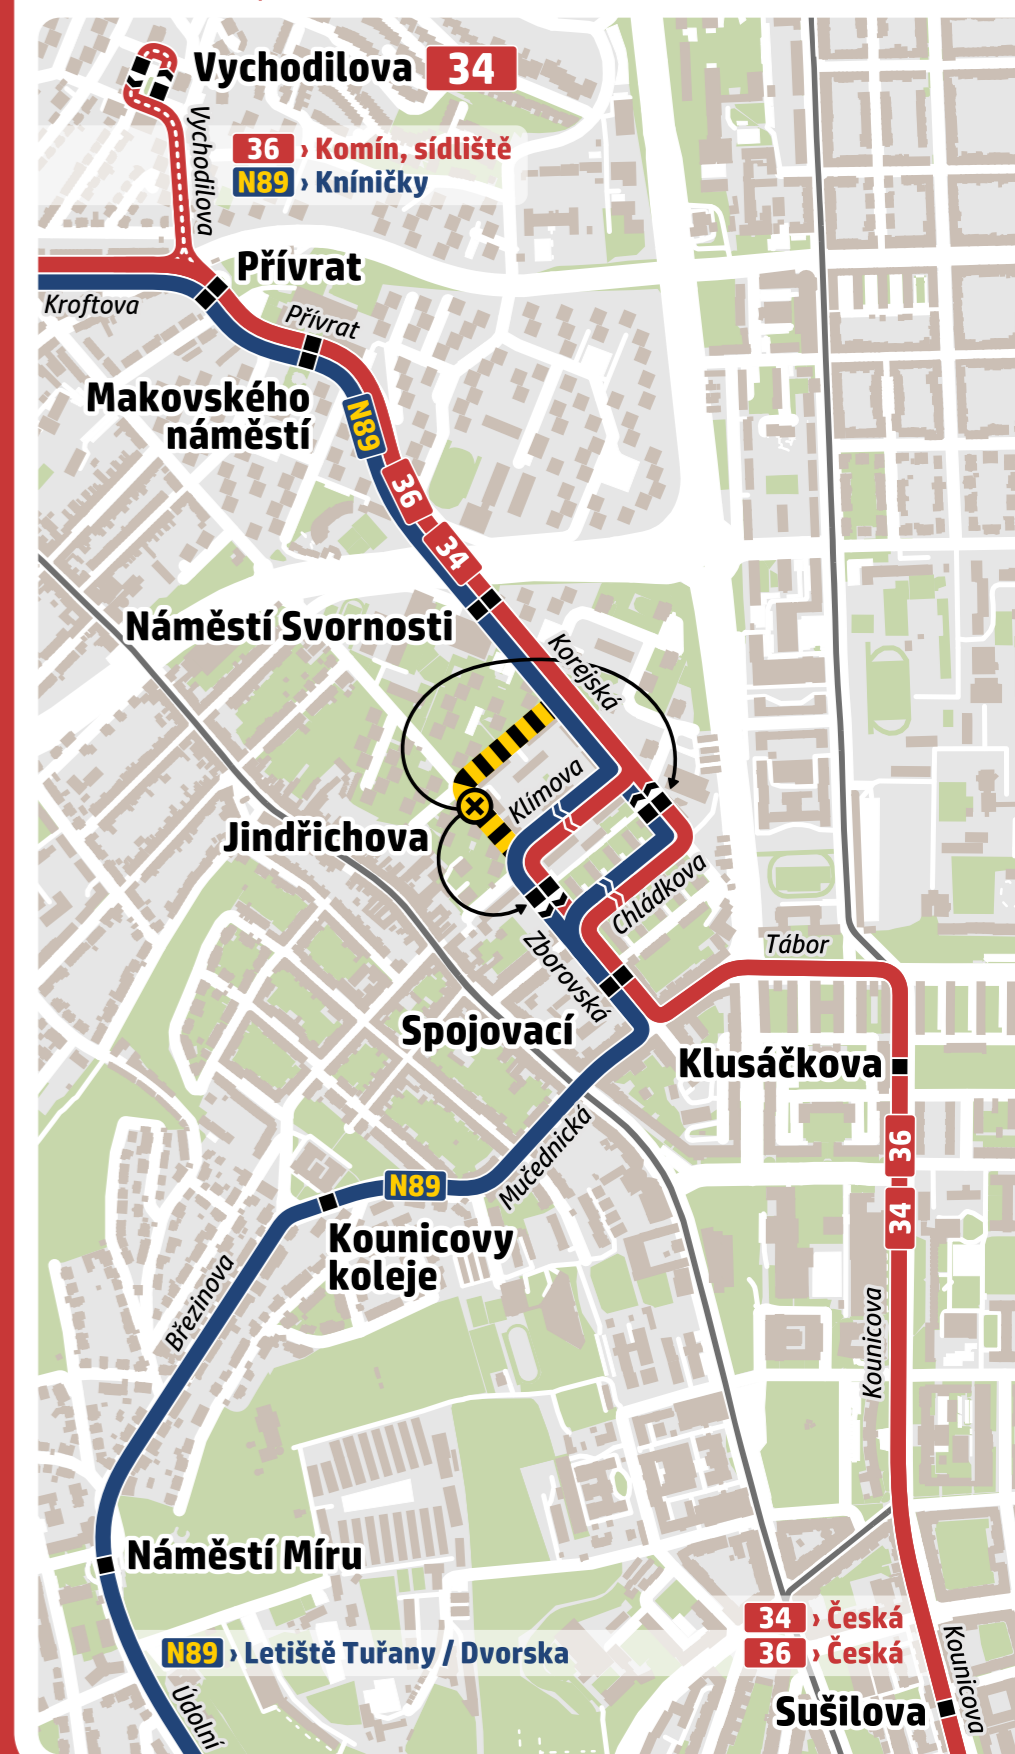 Vychodilova 34
Vychodilova
36 › Komín, sídliště
N89 › Kníničky
Přívrat
Kroftova
Přívrat
Makovského
náměstí
N89
36
34
Náměstí Svornosti
Korejská
Klímova
Jindřichova
Chládkova
Zborovská
Tábor
Spojovací
Klusáčkova
Mučednická
36
N89
34
Kounicovy
koleje
Březinova
Kounicova
Náměstí Míru
34 › Česká
N89 › Letiště Tuřany / Dvorska
36 › Česká
Kounicova
Údolní
Sušilova